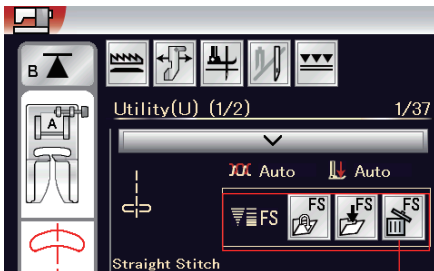 B
A
Utility(U) (1/2) 1/37
Auto Auto
FS FS FS FS
Straight Stitch